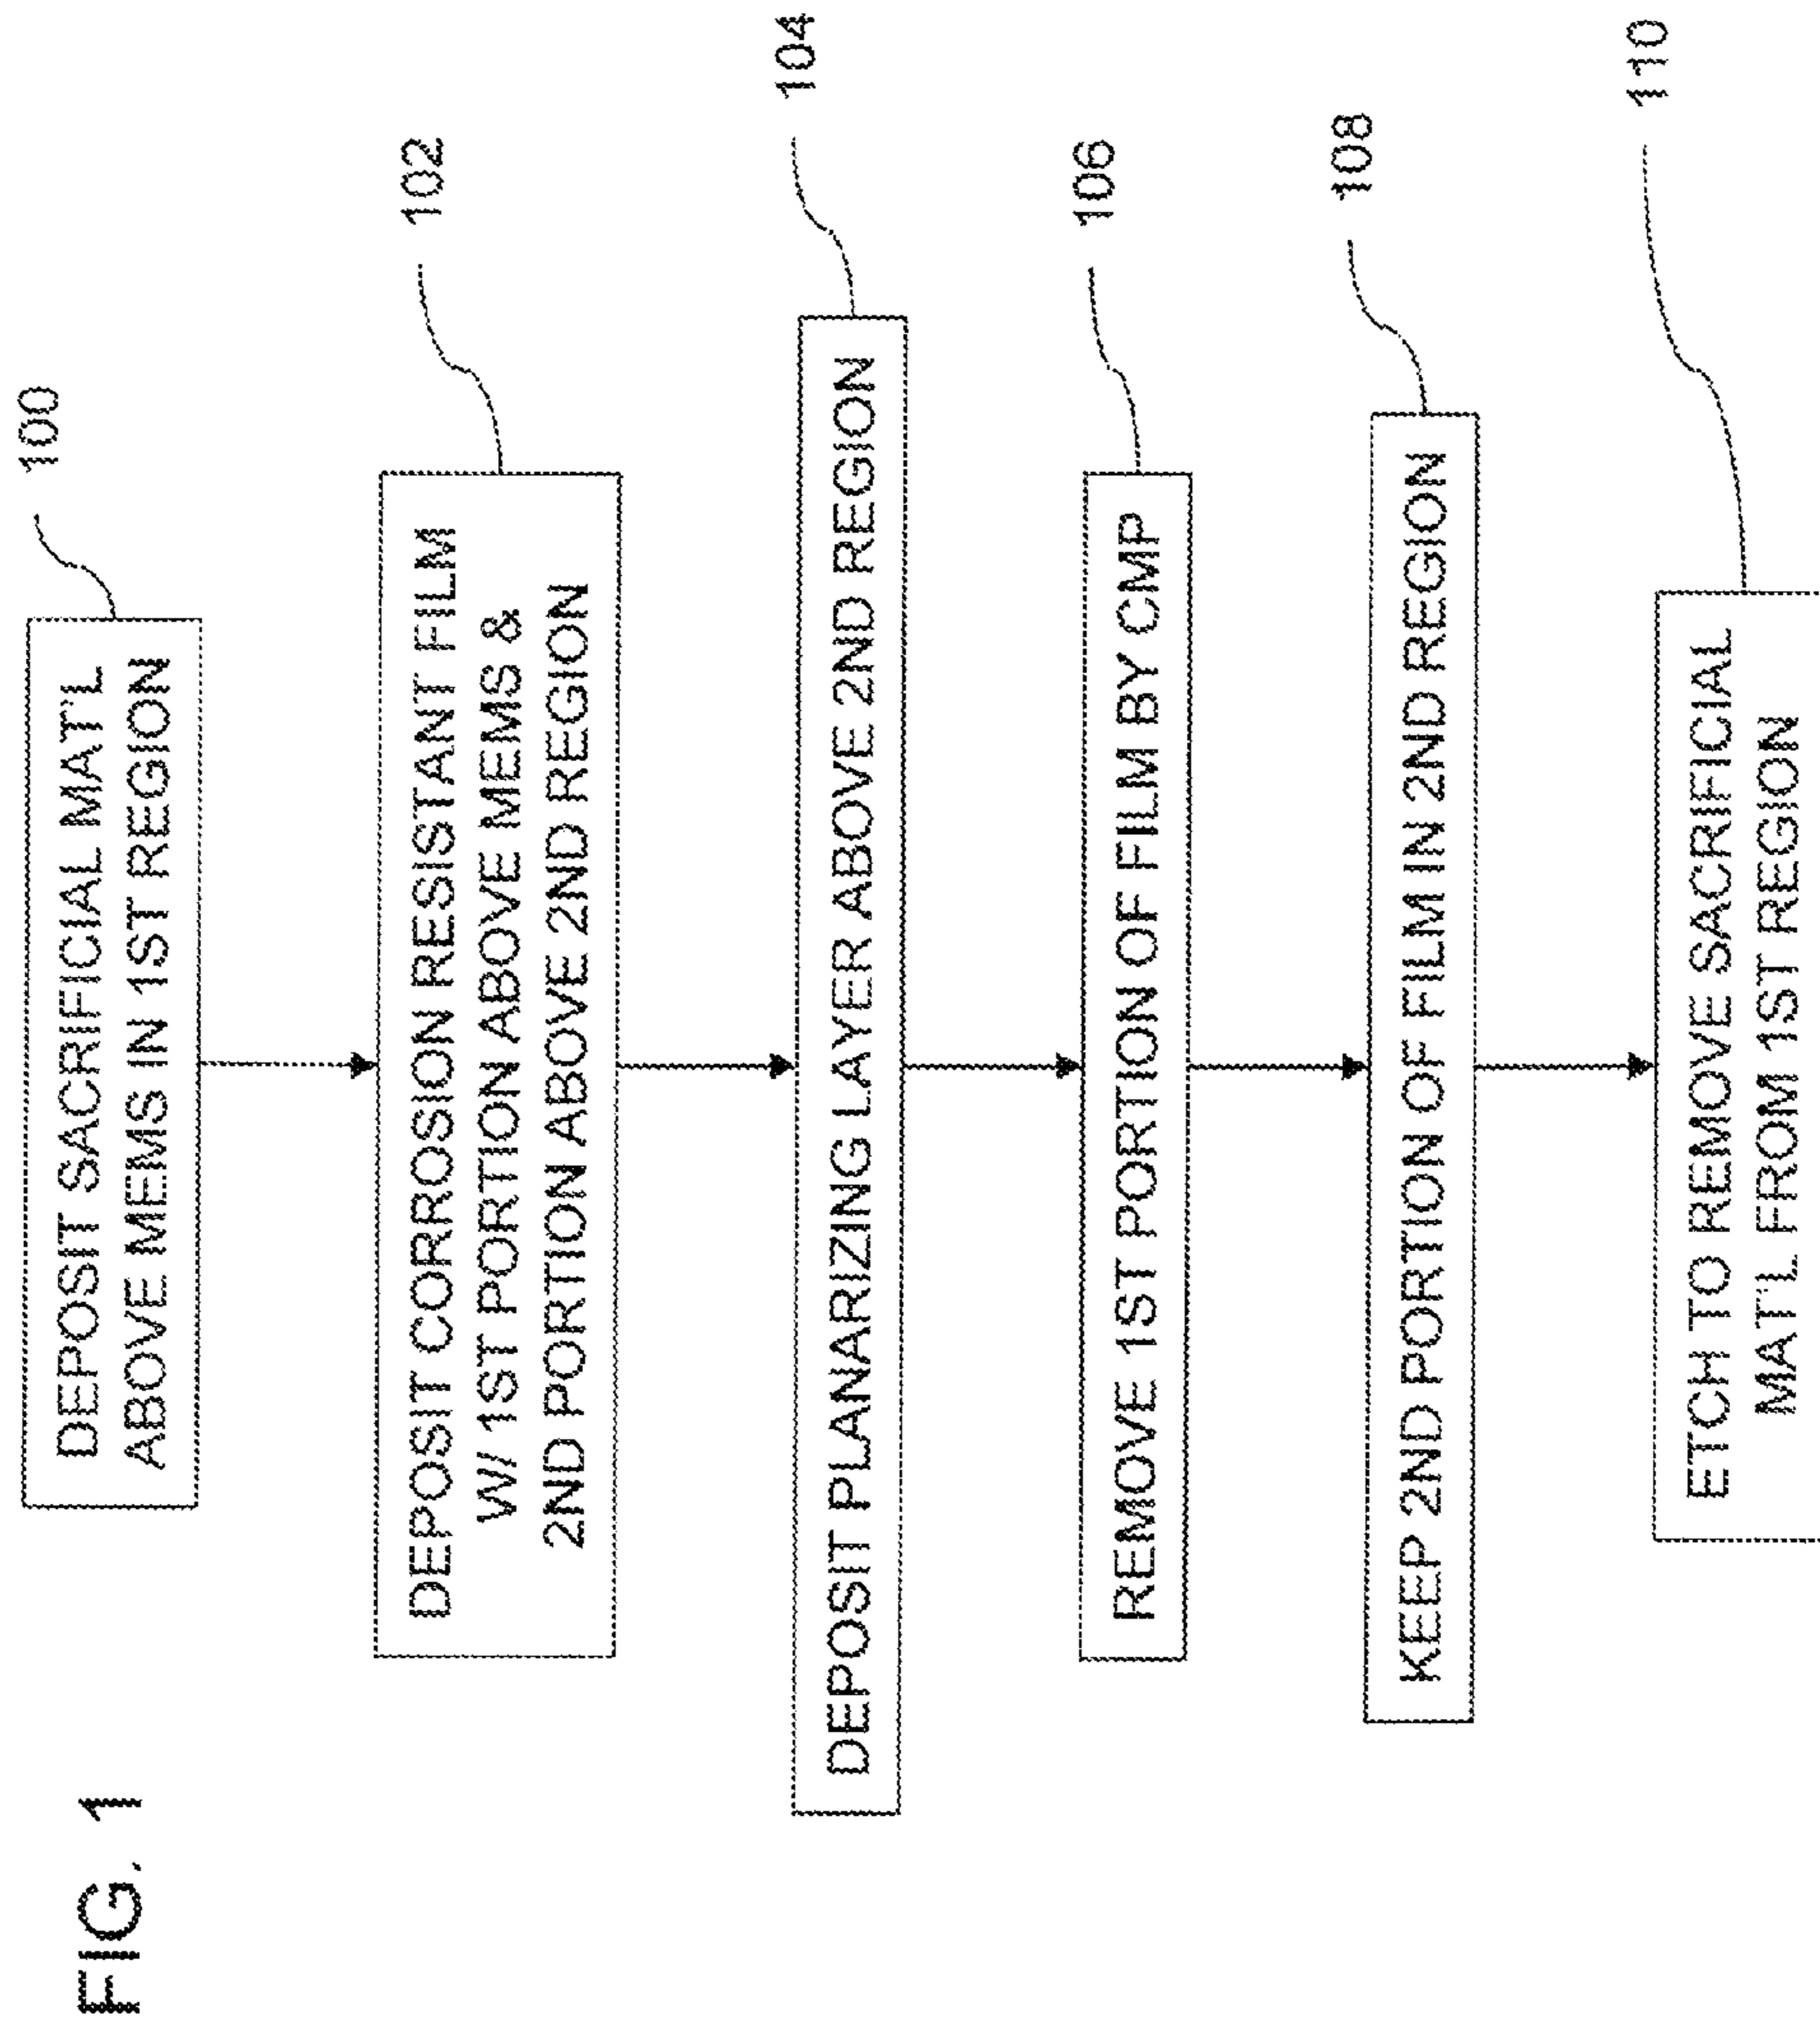 FIG. 1
100
DEPOSIT SACRIFICIAL MAT'L
ABOVE MEMS IN 1ST REGION
102
DEPOSIT CORROSION RESISTANT FILM
W/ 1ST PORTION ABOVE MEMS &
2ND PORTION ABOVE 2ND REGION
104
DEPOSIT PLANARIZING LAYER ABOVE 2ND REGION
106
REMOVE 1ST PORTION OF FILM BY CMP
108
KEEP 2ND PORTION OF FILM IN 2ND REGION
110
ETCH TO REMOVE SACRIFICIAL
MAT'L FROM 1ST REGION